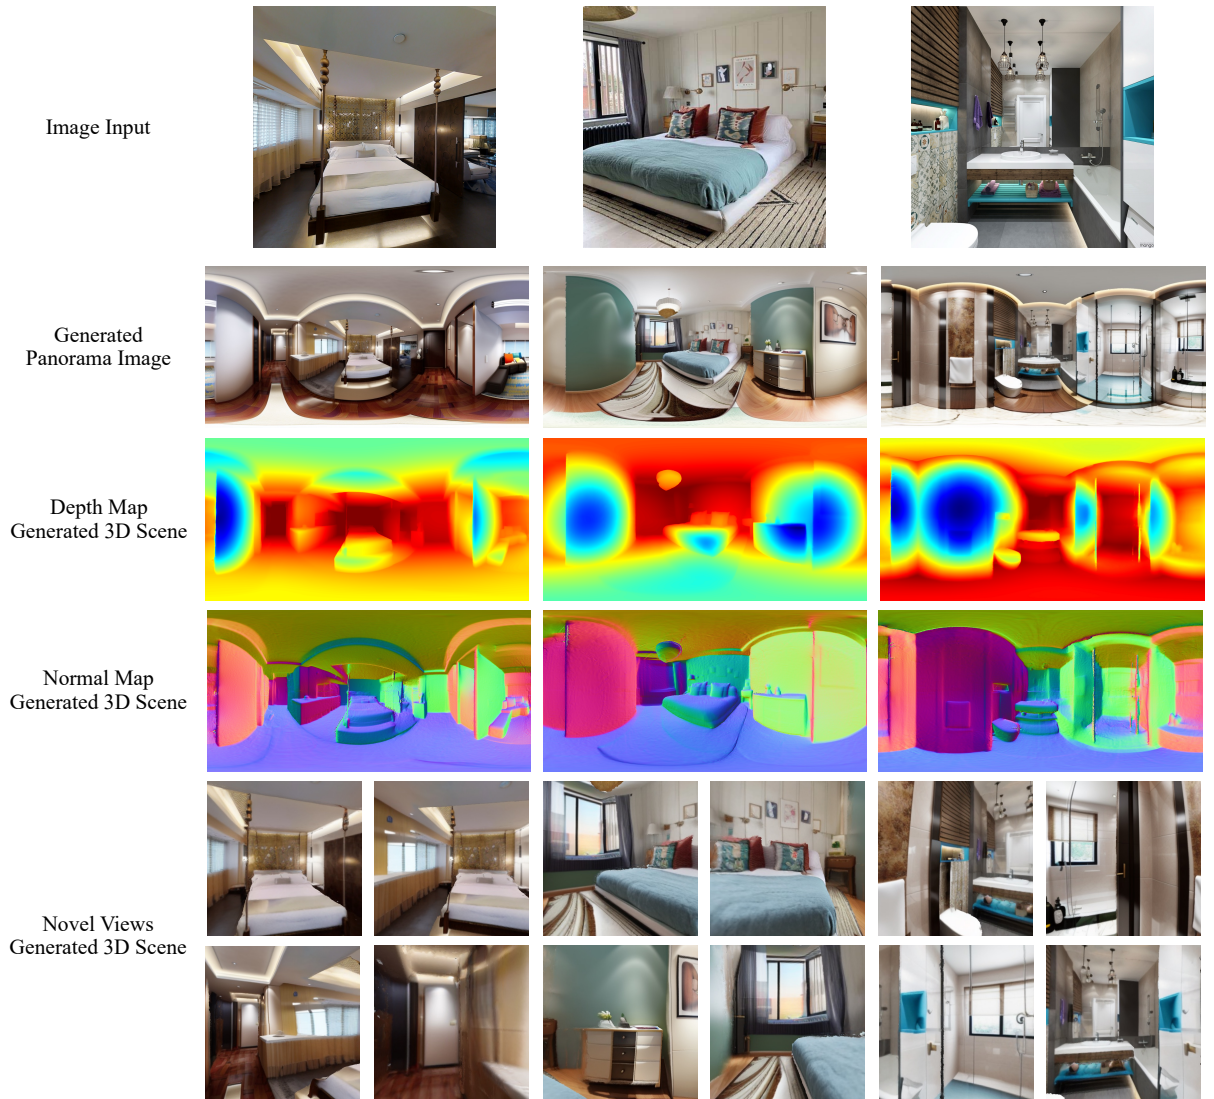 Image Input
Generated
Panorama Image
Depth Map
Generated 3D Scene
Normal Map
Generated 3D Scene
Novel Views
Generated 3D Scene